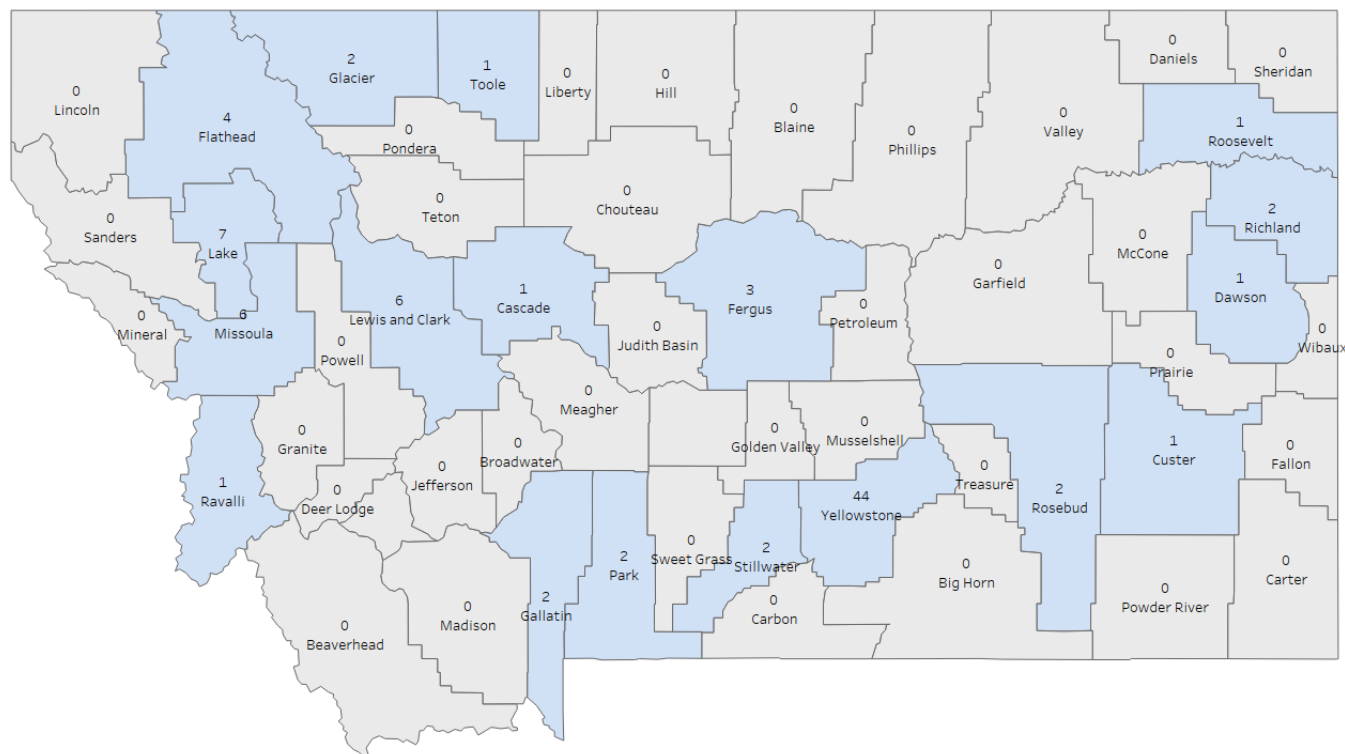 0
Lincoln
4
Flathead
2
Glacier
1
Toole
0
Liberty
0
Hill
0
Blaine
0
Phillips
0
Valley
0
Daniels
0
Sheridan
1
Roosevelt
0
Pondera
0
Teton
0
Chouteau
0
Sanders
7
Lake
0
Mineral
6
Missoula
0
Powell
6
Lewis and Clark
1
Cascade
0
Judith Basin
3
Fergus
0
Petroleum
0
Garfield
0
McCone
2
Richland
1
Dawson
0
Wibaux
0
Prairie
0
Meagher
0
Granite
0
Deer Lodge
0
Jefferson
0
Broadwater
0
Golden Valley
0
Musselshell
0
Treasure
2
Rosebud
1
Custer
0
Fallon
1
Ravalli
0
Beaverhead
0
Madison
2
Gallatin
2
Park
0
Sweet Grass
2
Stillwater
44
Yellowstone
0
Carbon
0
Big Horn
0
Powder River
0
Carter